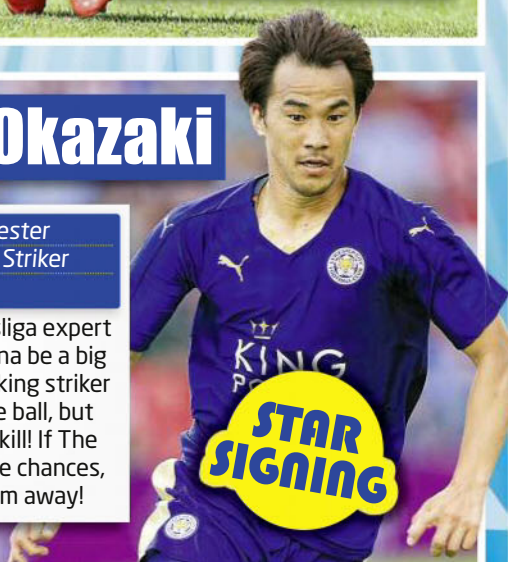 Okazaki
ester
Striker
liga expert
na be a big
king striker
e ball, but
kill! If The
e chances,
m away!
KING
PO
STAR
SIGNING